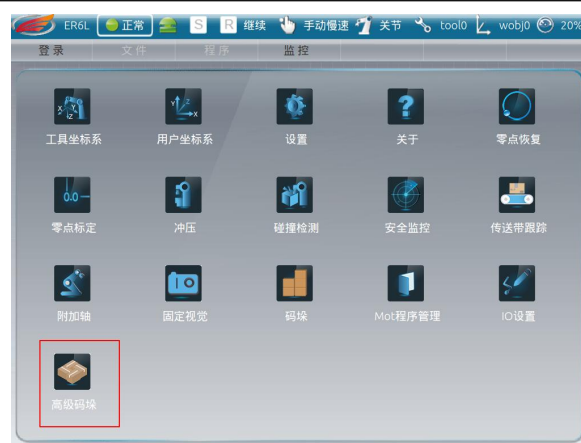 ER6L 正常 S R 继续 手动慢速 关节 tool0 wobj0 20%
登录 文件 程序 监控
工具坐标系 用户坐标系 设置 关于 零点恢复
零点标定 冲压 碰撞检测 安全监控 传送带跟踪
附加轴 固定视觉 码垛 Mot程序管理 IO设置
高级码垛